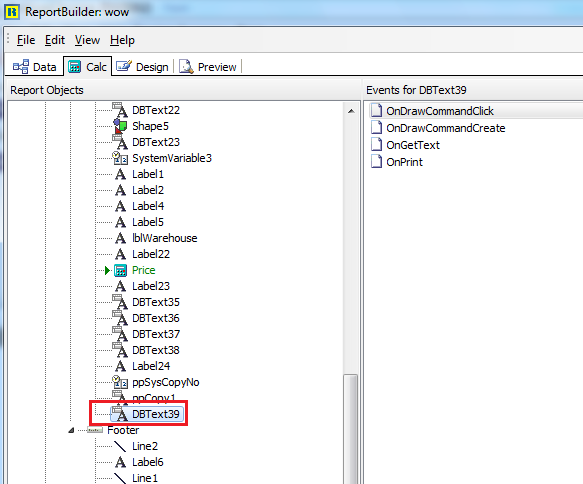 ReportBuilder: wow
File Edit View Help
Data Calc Design Preview
Report Objects
DBText22
Shape5
DBText23
SystemVariable3
Label1
Label2
Label4
Label5
lblWarehouse
Label22
Price
Label23
DBText35
DBText36
DBText37
DBText38
Label24
ppSysCopyNo
ppCopy1
DBText39
Footer
Line2
Label6
Line1
Events for DBText39
OnDrawCommandClick
OnDrawCommandCreate
OnGetText
OnPrint